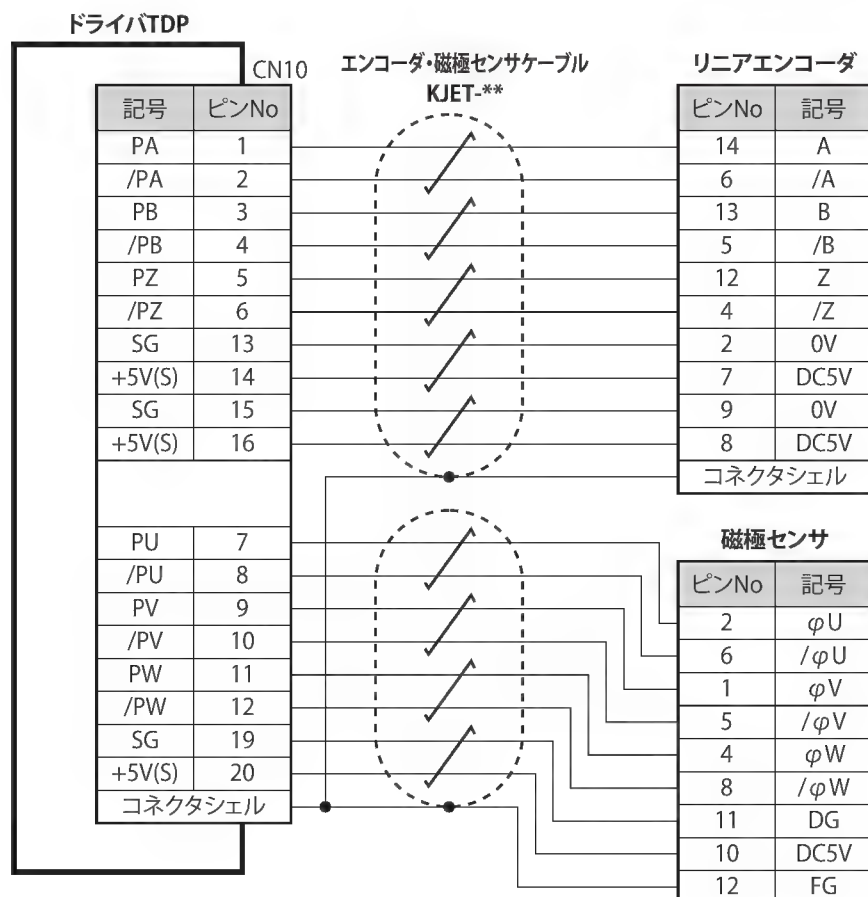 ドライバTDP
CN10
エンコーダ・磁極センサケーブル
KJET-**
リニアエンコーダ
記号 ピンNo
PA 1
/PA 2
PB 3
/PB 4
PZ 5
/PZ 6
SG 13
+5V(S) 14
SG 15
+5V(S) 16
PU 7
/PU 8
PV 9
/PV 10
PW 11
/PW 12
SG 19
+5V(S) 20
コネクタシェル
ピンNo 記号
14 A
6 /A
13 B
5 /B
12 Z
4 /Z
2 0V
7 DC5V
9 0V
8 DC5V
コネクタシェル
磁極センサ
ピンNo 記号
2 φU
6 /φU
1 φV
5 /φV
4 φW
8 /φW
11 DG
10 DC5V
12 FG